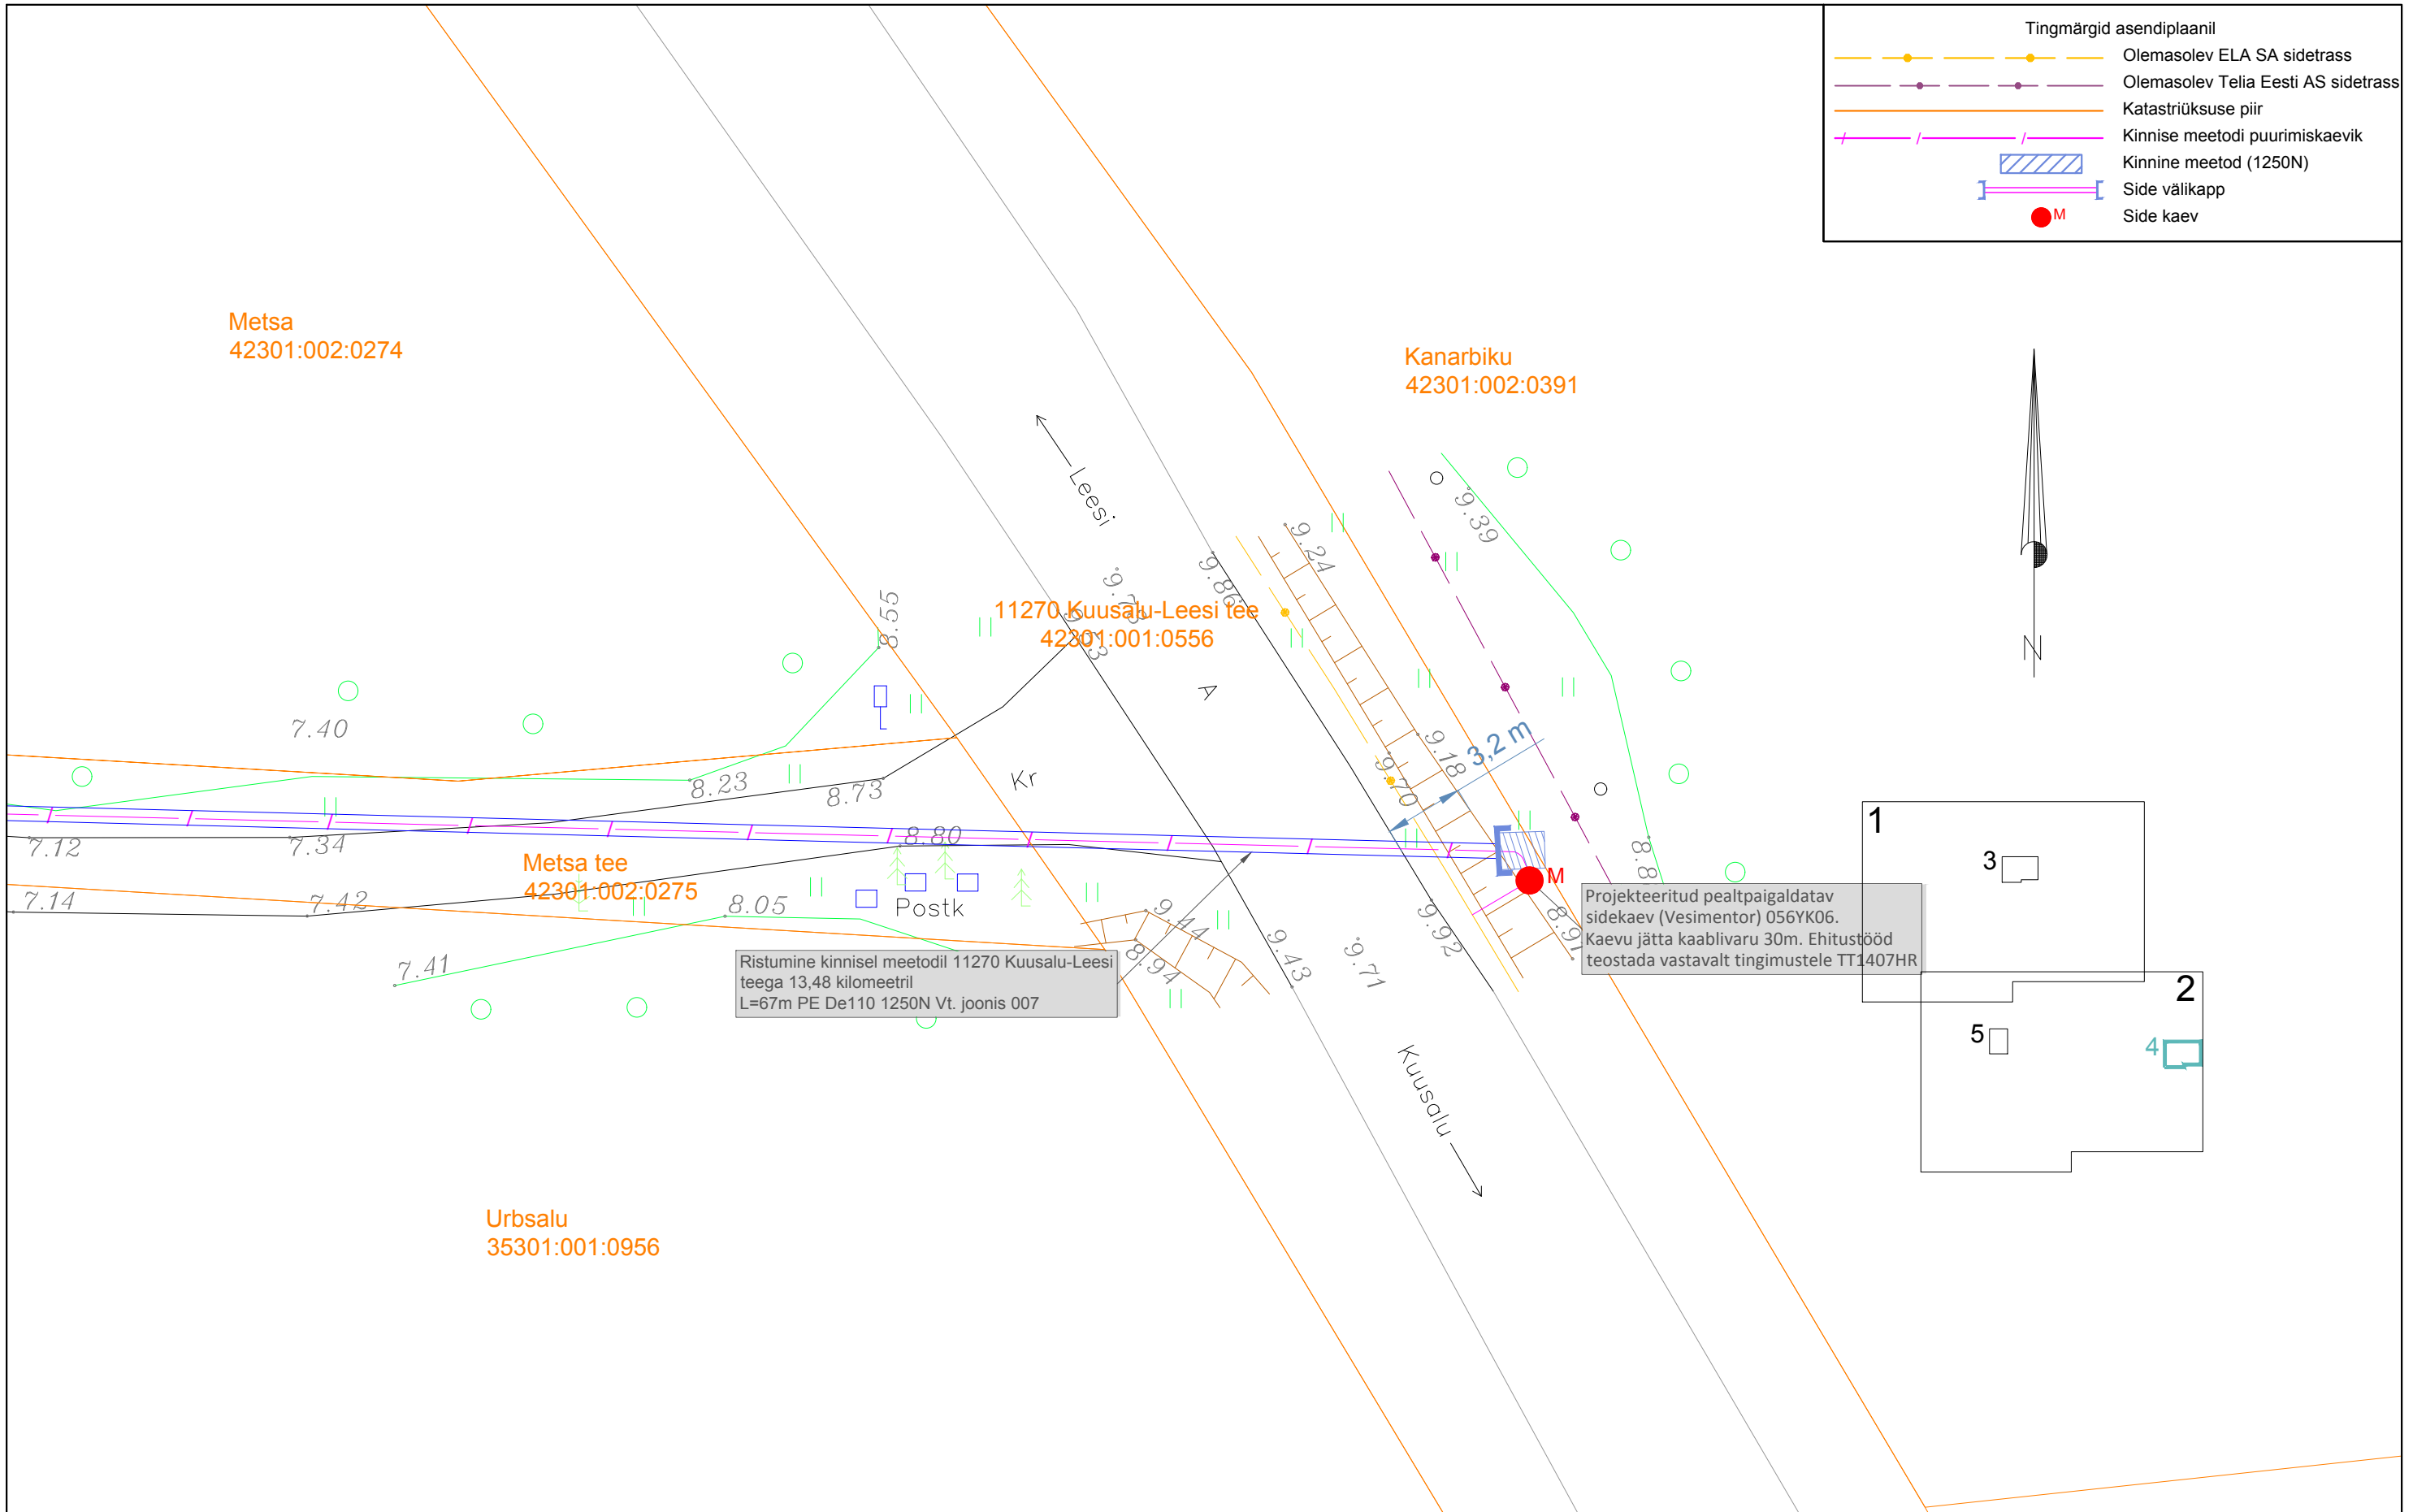 Tingmärgid asendiplaanil
Olemasolev ELA SA sidetrass
Olemasolev Telia Eesti AS sidetrass
Katastriüksuse piir
Kinnise meetodi puurimiskaevik
Kinnine meetod (1250N)
Side välikapp
M Side kaev
Metsa
42301:002:0274
Kanarbiku
42301:002:0391
Leesi
9.39
9.24
9.86
9.73
8.55
11270 Kuusalu-Leesi tee
42301:001:0556
A
N
7.40
9.18
3,2 m
9.70
Kr
8.23
8.73
8.80
7.12
7.34
Metsa tee
42301:002:0275
7.14
7.42
8.05
Postk
M
1
3
Projekteeritud pealtpaigaldatav
sidekaev (Vesimentor) 056YK06.
Kaevu jätta kaablivaru 30m. Ehitustööd
teostada vastavalt tingimustele TT1407HR
8.91
9.44
9.92
9.43
9.71
8.94
7.41
Ristumine kinnisel meetodil 11270 Kuusalu-Leesi
teega 13,48 kilomeetril
L=67m PE De110 1250N Vt. joonis 007
2
5
4
Kuusalu
Urbsalu
35301:001:0956